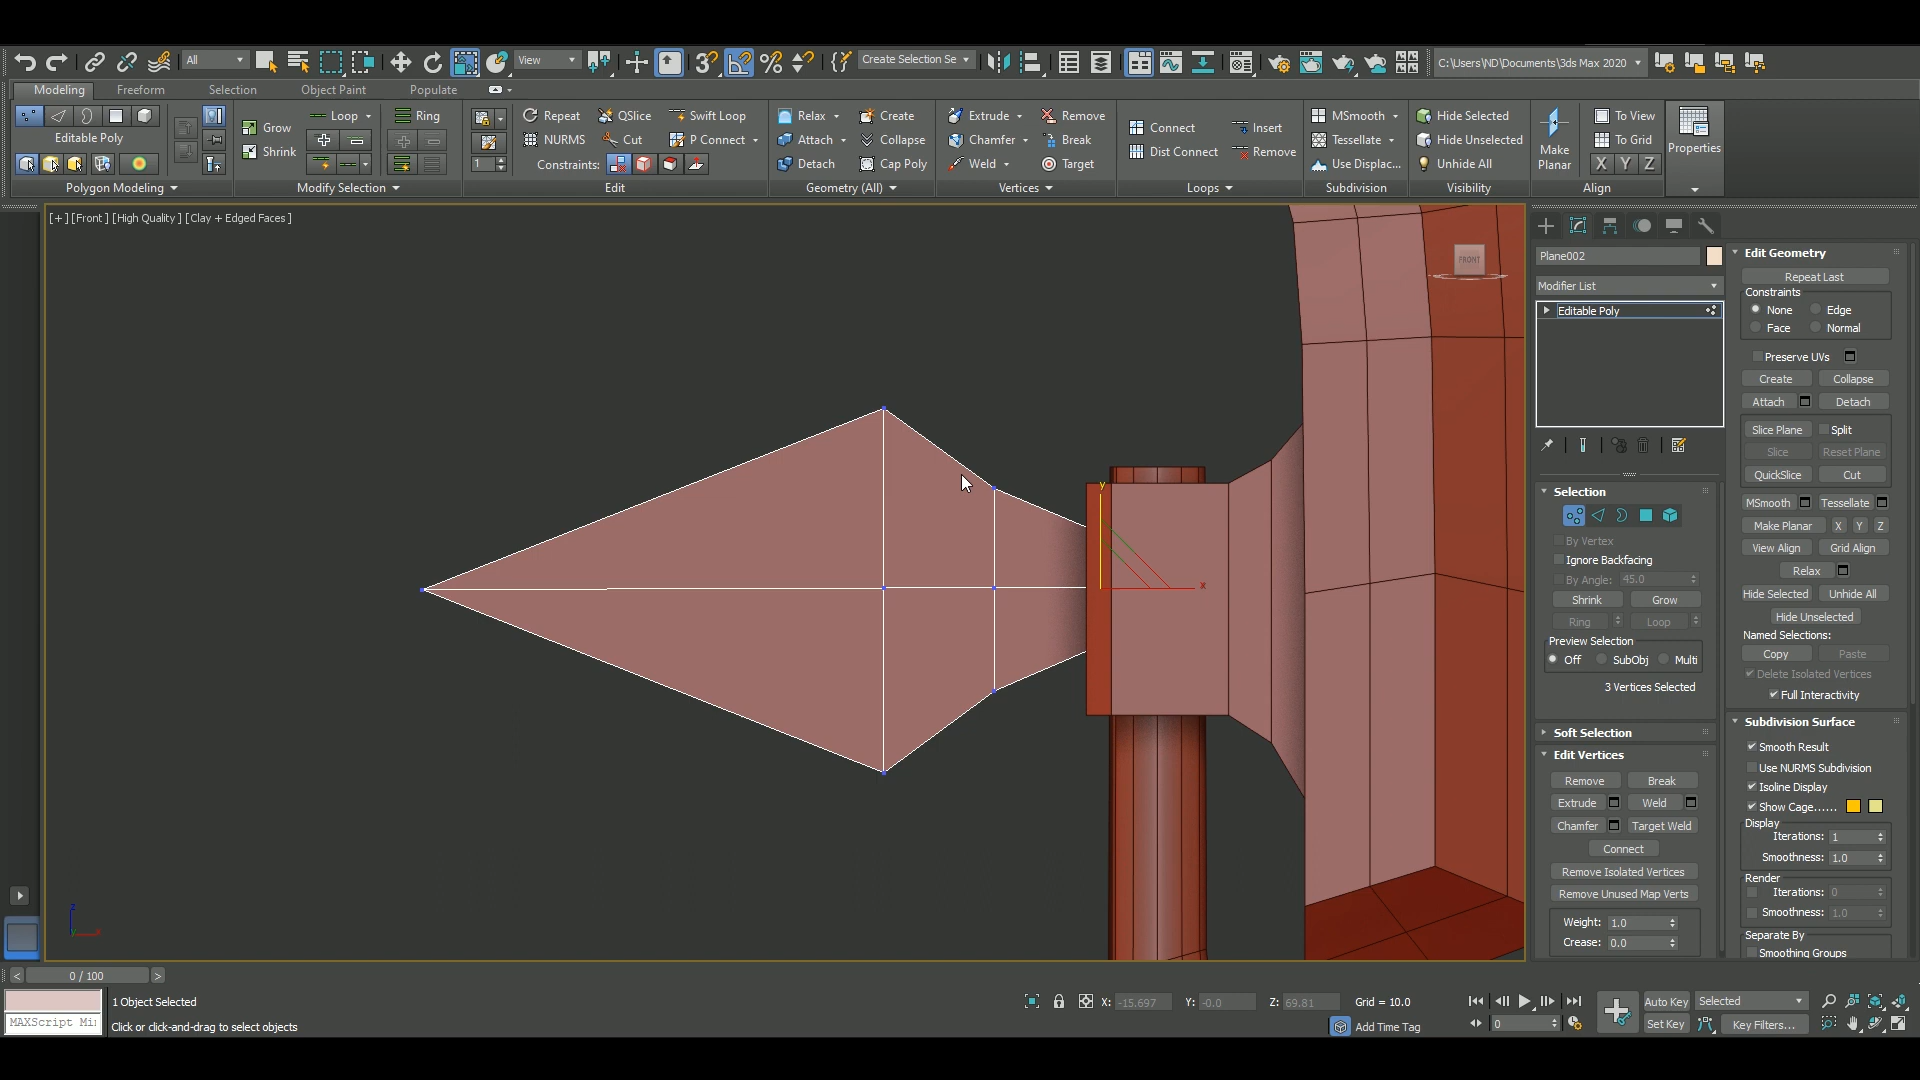 All
View
Create Selection Se
C:\Users\ND\Documents\3ds Max 2020
Modeling Freeform Selection Object Paint Populate
Editable Poly
Polygon Modeling
Grow
Shrink
Loop
Modify Selection
Ring
1
Repeat QSlice Swift Loop
NURMS Cut P Connect
Constraints:
Edit
Relax Create
Attach Collapse
Detach Cap Poly
Geometry (All)
Extrude Remove
Chamfer Break
Weld Target
Vertices
Connect Insert
Dist Connect Remove
Loops
MSmooth
Tessellate
Use Displac...
Subdivision
Hide Selected
Hide Unselected
Unhide All
Visibility
Make
Planar
To View
To Grid
X Y Z
Align
Properties
[+] [Front ] [High Quality ] [Clay + Edged Faces ]
FRONT
y
x
z
y
x
Plane002
Modifier List
Editable Poly
Selection
By Vertex
Ignore Backfacing
By Angle: 45.0
Shrink Grow
Ring Loop
Preview Selection
Off SubObj Multi
3 Vertices Selected
Soft Selection
Edit Vertices
Remove Break
Extrude Weld
Chamfer Target Weld
Connect
Remove Isolated Vertices
Remove Unused Map Verts
Weight: 1.0
Crease: 0.0
Edit Geometry
Repeat Last
Constraints
None Edge
Face Normal
Preserve UVs
Create Collapse
Attach Detach
Slice Plane Split
Slice Reset Plane
QuickSlice Cut
MSmooth Tessellate
Make Planar X Y Z
View Align Grid Align
Relax
Hide Selected Unhide All
Hide Unselected
Named Selections:
Copy Paste
Delete Isolated Vertices
Full Interactivity
Subdivision Surface
Smooth Result
Use NURMS Subdivision
Isoline Display
Show Cage......
Display
Iterations: 1
Smoothness: 1.0
Render
Iterations: 0
Smoothness: 1.0
Separate By
Smoothing Groups
< 0 / 100 >
MAXScript Mi
1 Object Selected
Click or click-and-drag to select objects
X: -15.697 Y: -0.0 Z: 69.81 Grid = 10.0
Add Time Tag
0
Auto Key Selected
Set Key Key Filters...